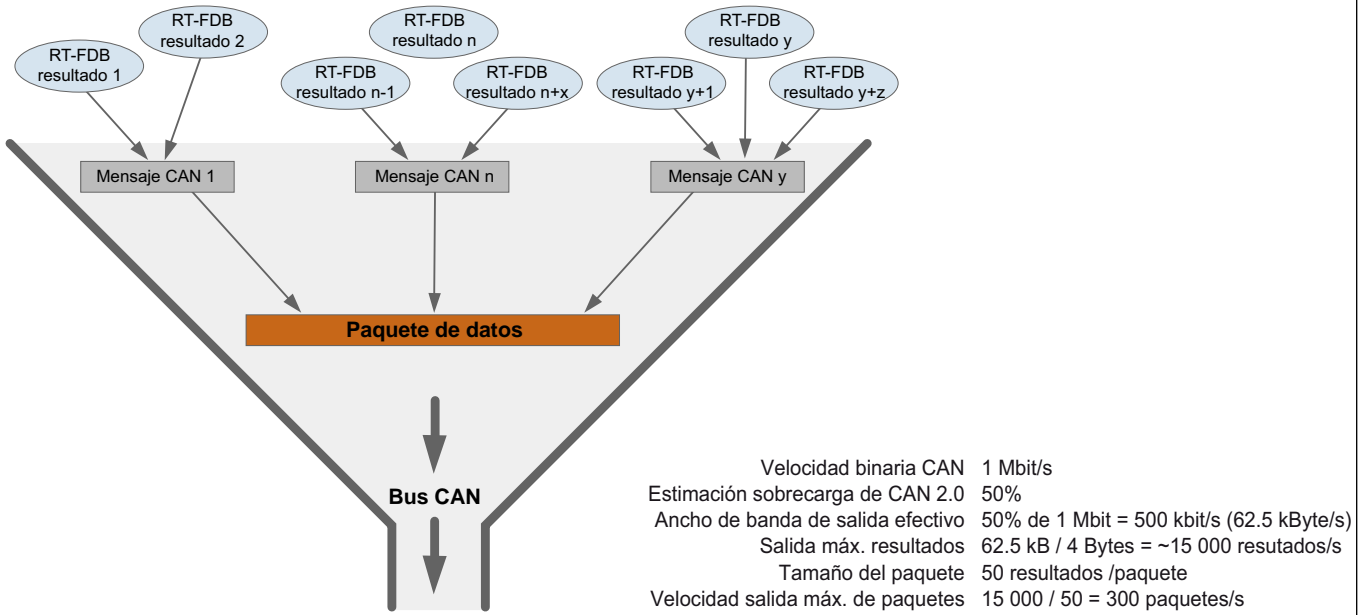 RT-FDB
resultado 1
RT-FDB
resultado 2
RT-FDB
resultado n
RT-FDB
resultado n-1
RT-FDB
resultado n+x
RT-FDB
resultado y
RT-FDB
resultado y+1
RT-FDB
resultado y+z
Mensaje CAN 1
Mensaje CAN n
Mensaje CAN y
Paquete de datos
Bus CAN
Velocidad binaria CAN 1 Mbit/s
Estimación sobrecarga de CAN 2.0 50%
Ancho de banda de salida efectivo 50% de 1 Mbit = 500 kbit/s (62.5 kByte/s)
Salida máx. resultados 62.5 kB / 4 Bytes = ~15 000 resutados/s
Tamaño del paquete 50 resultados /paquete
Velocidad salida máx. de paquetes 15 000 / 50 = 300 paquetes/s